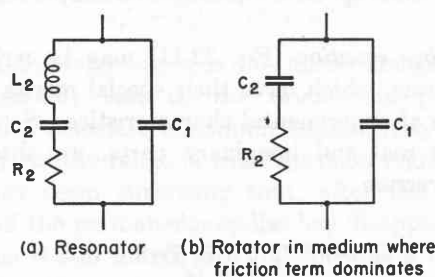 L₂
C₂
R₂
C₁
C₂
R₂
C₁
(a) Resonator
(b) Rotator in medium where
friction term dominates